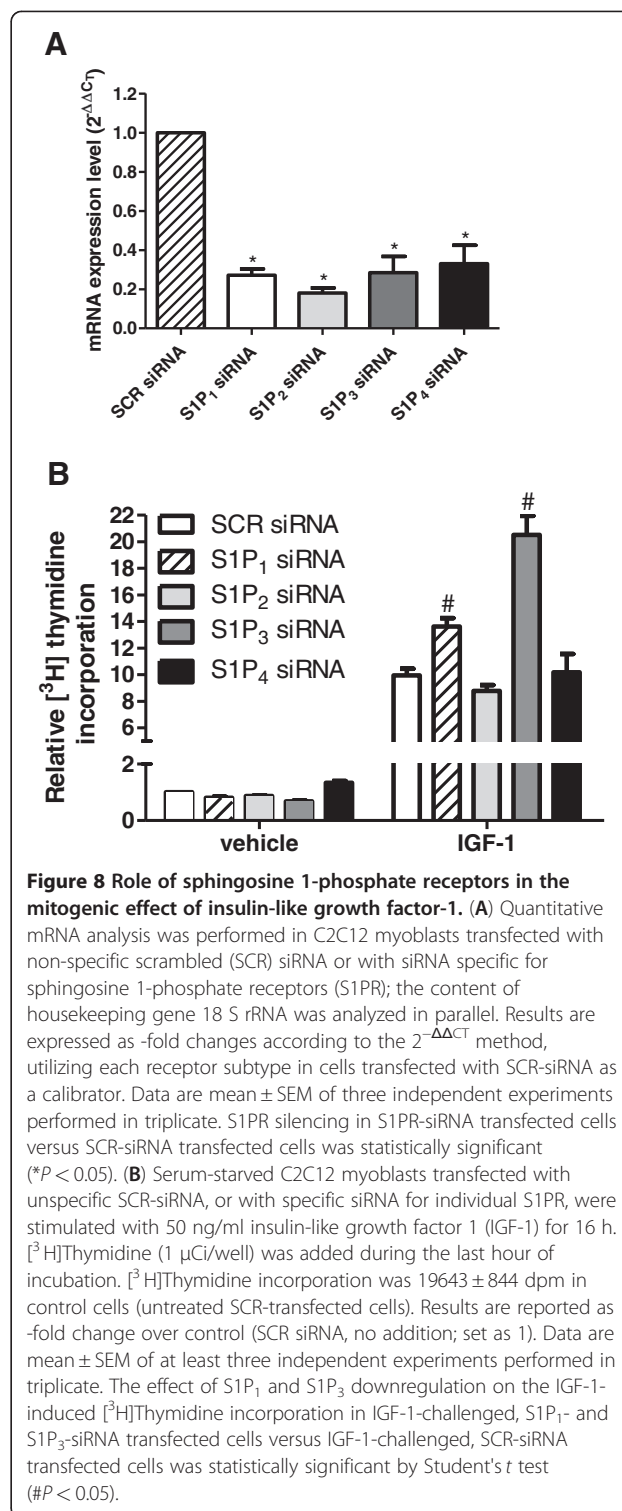 A
mRNA expression level (2^-ΔΔCT)
1.2
1.0
0.8
0.6
0.4
0.2
0.0
*
*
*
*
SCR siRNA
S1P₁ siRNA
S1P₂ siRNA
S1P₃ siRNA
S1P₄ siRNA
B
Relative [³H] thymidine
incorporation
22
20
18
16
14
12
10
8
6
2
0
SCR siRNA
S1P₁ siRNA
S1P₂ siRNA
S1P₃ siRNA
S1P₄ siRNA
#
#
vehicle
IGF-1
Figure 8 Role of sphingosine 1-phosphate receptors in the
mitogenic effect of insulin-like growth factor-1. (A) Quantitative
mRNA analysis was performed in C2C12 myoblasts transfected with
non-specific scrambled (SCR) siRNA or with siRNA specific for
sphingosine 1-phosphate receptors (S1PR); the content of
housekeeping gene 18 S rRNA was analyzed in parallel. Results are
expressed as -fold changes according to the 2^−ΔΔCT method,
utilizing each receptor subtype in cells transfected with SCR-siRNA as
a calibrator. Data are mean ± SEM of three independent experiments
performed in triplicate. S1PR silencing in S1PR-siRNA transfected cells
versus SCR-siRNA transfected cells was statistically significant
(*P < 0.05). (B) Serum-starved C2C12 myoblasts transfected with
unspecific SCR-siRNA, or with specific siRNA for individual S1PR, were
stimulated with 50 ng/ml insulin-like growth factor 1 (IGF-1) for 16 h.
[³H]Thymidine (1 μCi/well) was added during the last hour of
incubation. [³H]Thymidine incorporation was 19643 ± 844 dpm in
control cells (untreated SCR-transfected cells). Results are reported as
-fold change over control (SCR siRNA, no addition; set as 1). Data are
mean ± SEM of at least three independent experiments performed in
triplicate. The effect of S1P₁ and S1P₃ downregulation on the IGF-1-
induced [³H]Thymidine incorporation in IGF-1-challenged, S1P₁- and
S1P₃-siRNA transfected cells versus IGF-1-challenged, SCR-siRNA
transfected cells was statistically significant by Student's t test
(#P < 0.05).